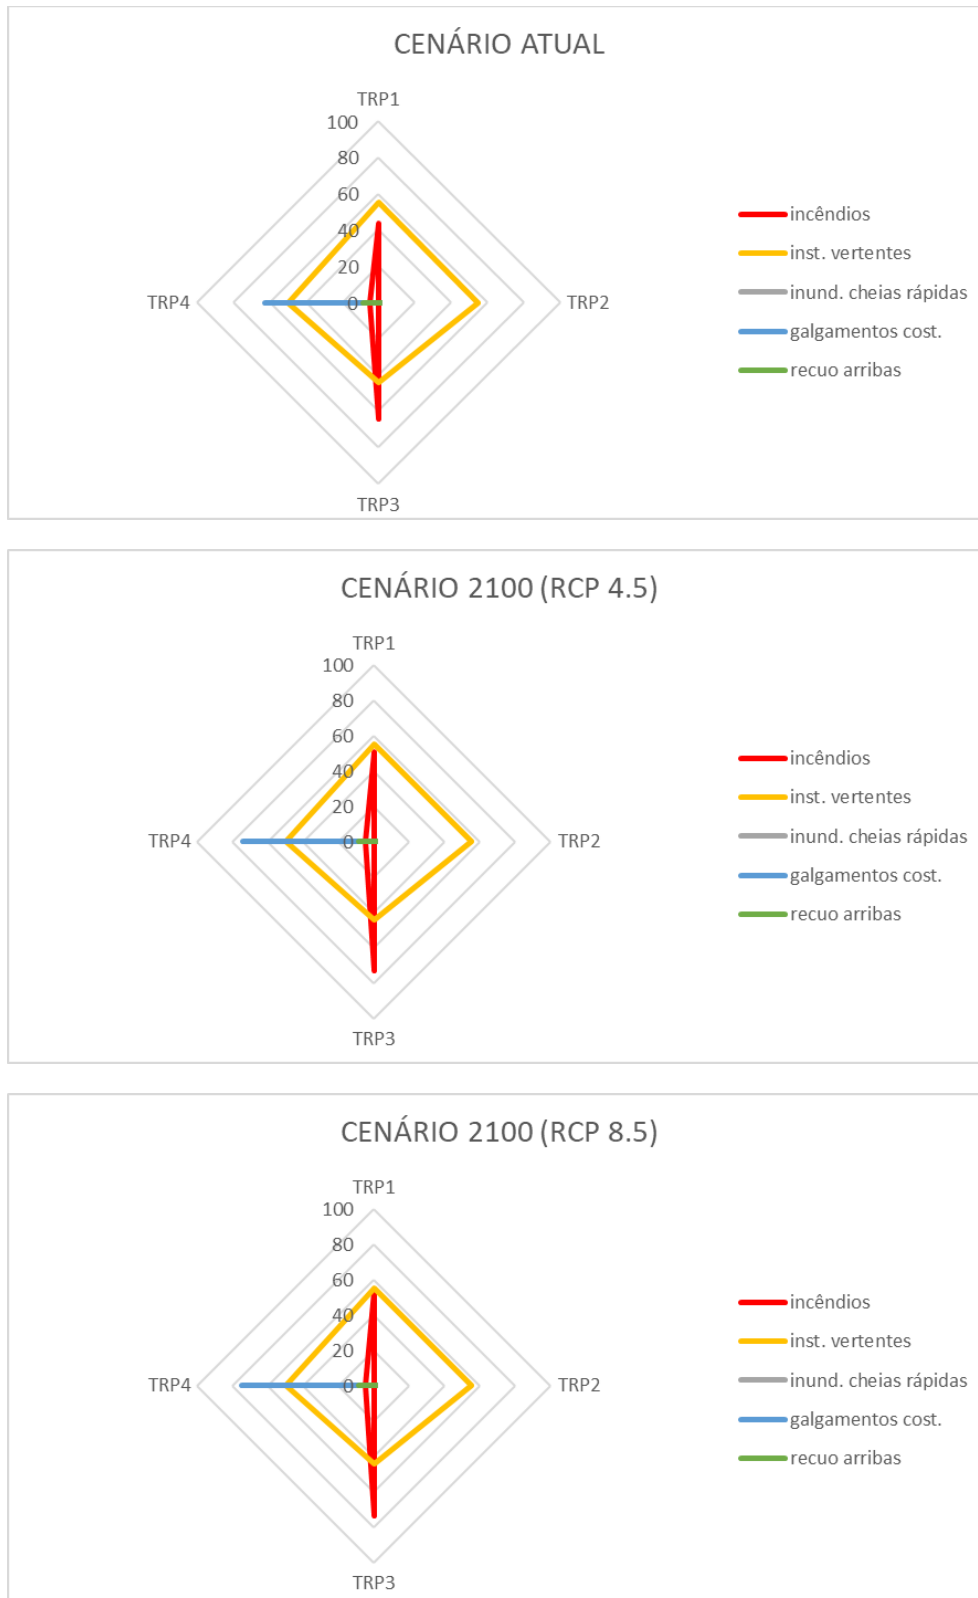 CENÁRIO ATUAL
TRP1
100
80
60
40
20
0
TRP4
TRP2
TRP3
incêndios
inst. vertentes
inund. cheias rápidas
galgamentos cost.
recuo arribas
CENÁRIO 2100 (RCP 4.5)
TRP1
100
80
60
40
20
0
TRP4
TRP2
TRP3
incêndios
inst. vertentes
inund. cheias rápidas
galgamentos cost.
recuo arribas
CENÁRIO 2100 (RCP 8.5)
TRP1
100
80
60
40
20
0
TRP4
TRP2
TRP3
incêndios
inst. vertentes
inund. cheias rápidas
galgamentos cost.
recuo arribas